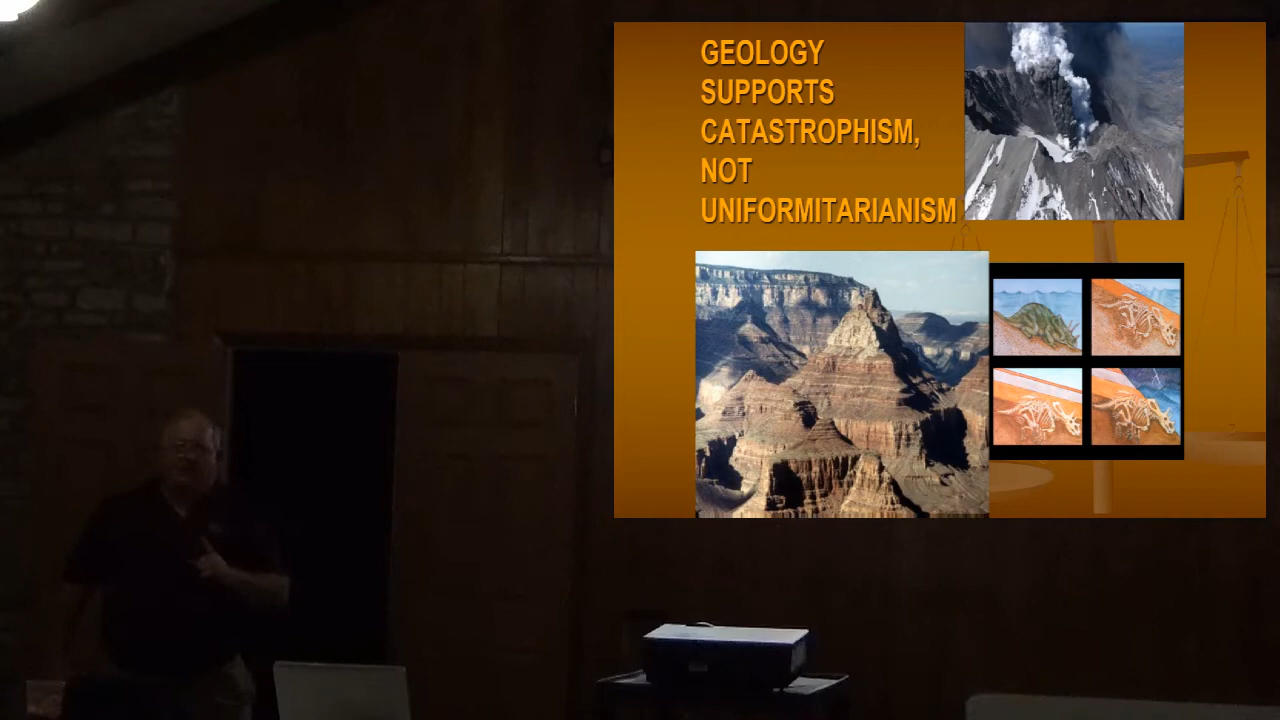 GEOLOGY
SUPPORTS
CATASTROPHISM,
NOT
UNIFORMITARIANISM